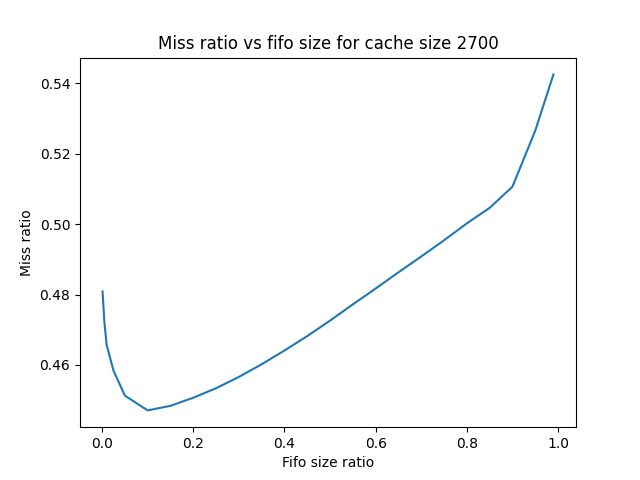 Miss ratio vs fifo size for cache size 2700
0.54
0.52
0.50
0.48
0.46
Miss ratio
0.0 0.2 0.4 0.6 0.8 1.0
Fifo size ratio